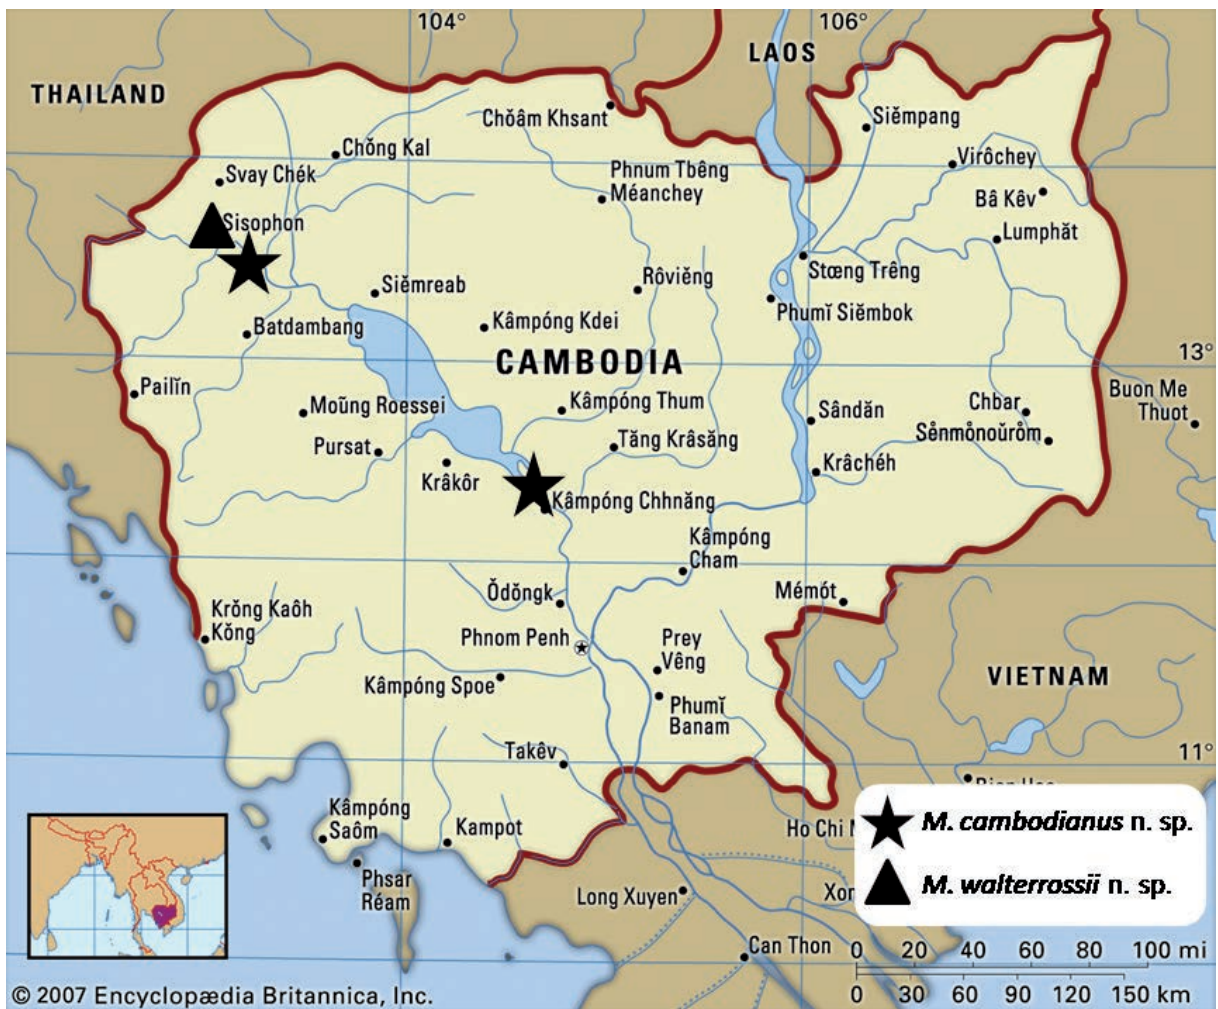 104°
106°
LAOS
THAILAND
Chŏâm Khsant
Siĕmpang
Chŏng Kal
Virôchey
Svay Chék
Phnum Tbêng
Méanchey
Bâ Kêv
Sisophon
Lumphăt
Stœng Trêng
Siĕmreab
Rôviĕng
Phumĭ Siĕmbok
Batdambang
Kâmpóng Kdei
CAMBODIA
13°
Pailĭn
Buon Me
Thuot
Moŭng Roessei
Kâmpóng Thum
Sândăn
Chbar
Sênmônoŭrôm
Pursat
Tăng Krâsăng
Krâkôr
Krâchéh
Kâmpóng Chhnăng
Kâmpóng
Cham
Ŏdŏngk
Mémót
Krŏng Kaôh
Kŏng
Phnom Penh
Prey
Vêng
Kâmpóng Spoe
VIETNAM
Phumĭ
Banam
Takêv
11°
Kâmpóng
Saôm
Kampot
Ho Chi
M. cambodianus n. sp.
Phsar
Réam
Long Xuyen
M. walterrossii n. sp.
Can Thon
0 20 40 60 80 100 mi
0 30 60 90 120 150 km
© 2007 Encyclopædia Britannica, Inc.